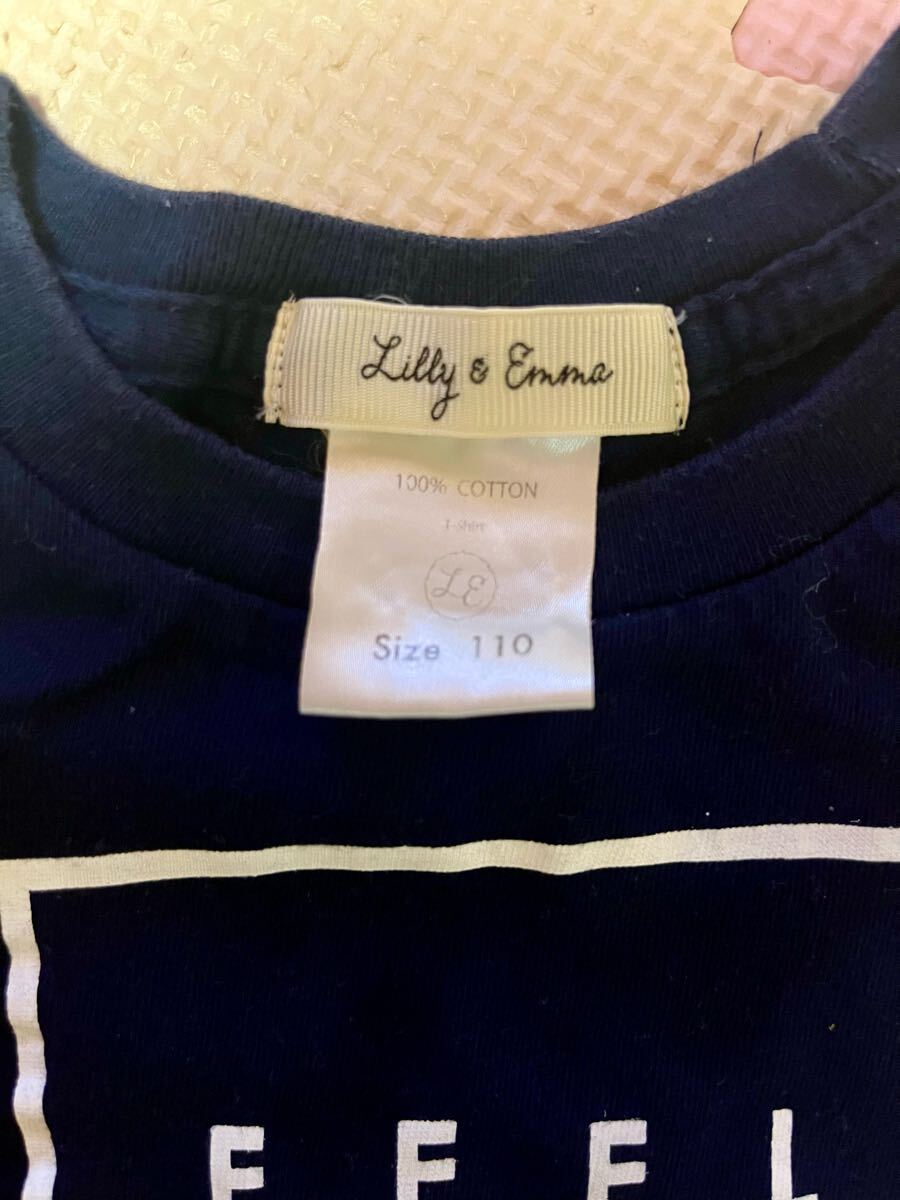 Lilly & Emma
100% COTTON
T-Shirt
LE
Size 110
FEEL